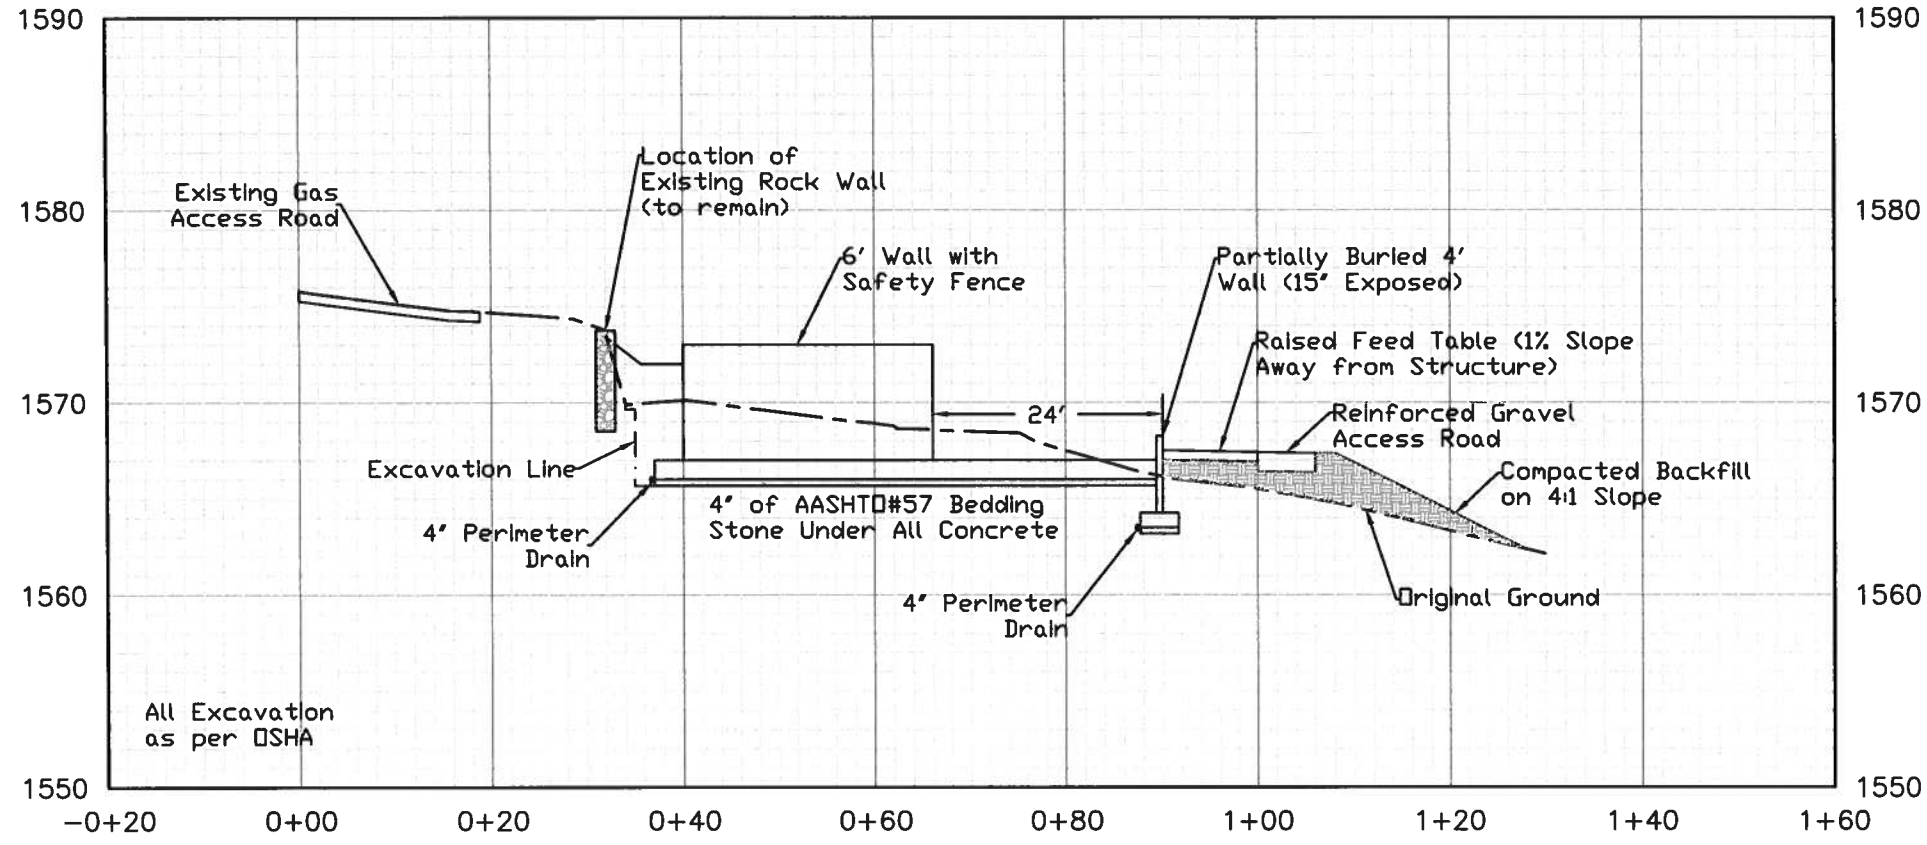 1590
1590
Location of
Existing Rock Wall
(to remain)
Existing Gas
Access Road
1580
1580
6' Wall with
Safety Fence
Partially Buried 4'
Wall (15" Exposed)
Raised Feed Table (1% Slope
Away from Structure)
1570
24'
Reinforced Gravel
Access Road
1570
Excavation Line
Compacted Backfill
on 4:1 Slope
4" of AASHTO#57 Bedding
Stone Under All Concrete
4" Perimeter
Drain
1560
4" Perimeter
Drain
Original Ground
1560
All Excavation
as per OSHA
1550
1550
-0+20
0+00
0+20
0+40
0+60
0+80
1+00
1+20
1+40
1+60